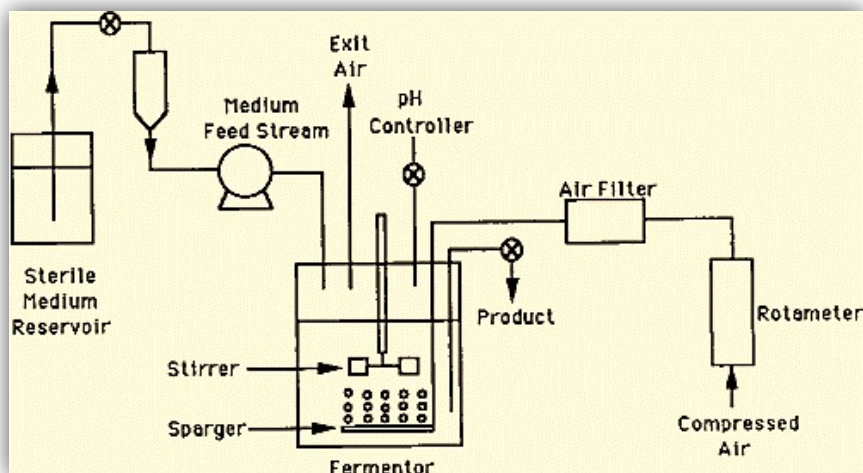 Exit
Air
Medium
Feed Stream
pH
Controller
Air Filter
Sterile
Medium
Reservoir
Product
Rotameter
Stirrer
Sparger
Compressed
Air
Fermentor